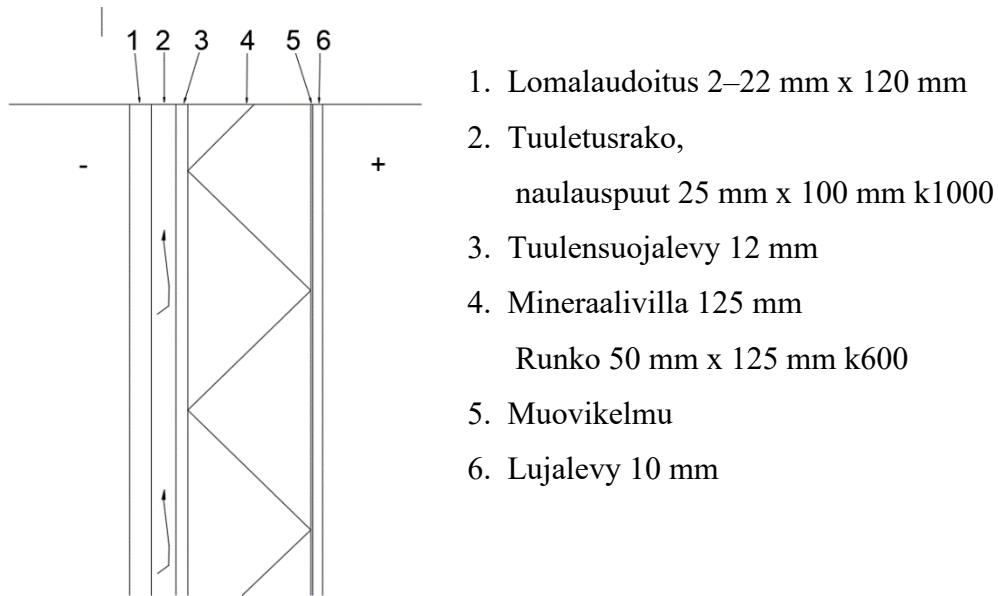 1 2 3 4 5 6
- +
1. Lomalaudoitus 2–22 mm x 120 mm
2. Tuuletusrako,
naulauspuut 25 mm x 100 mm k1000
3. Tuulensuojalevy 12 mm
4. Mineraalivilla 125 mm
Runko 50 mm x 125 mm k600
5. Muovikelmu
6. Lujalevy 10 mm